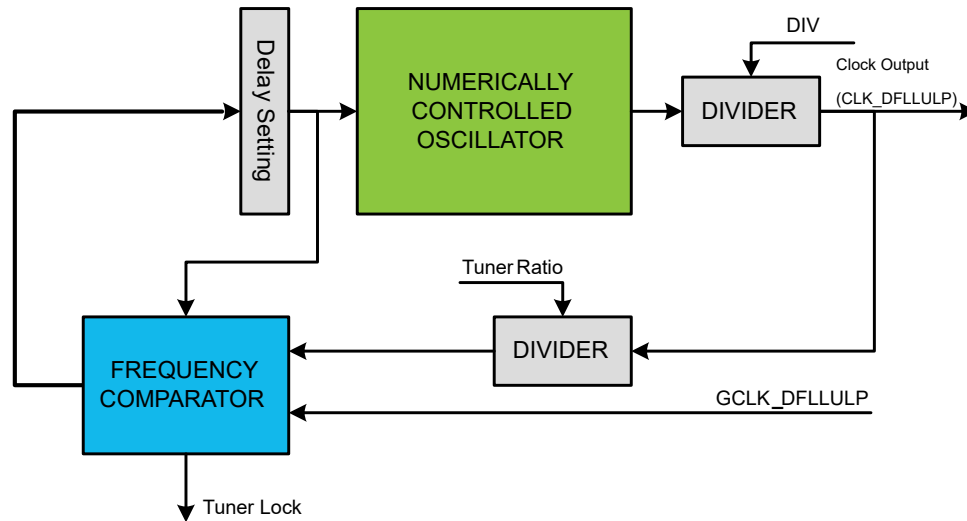 DIV
Clock Output
(CLK_DFLLULP)
Delay Setting
NUMERICALLY
CONTROLLED
OSCILLATOR
DIVIDER
Tuner Ratio
DIVIDER
FREQUENCY
COMPARATOR
GCLK_DFLLULP
Tuner Lock